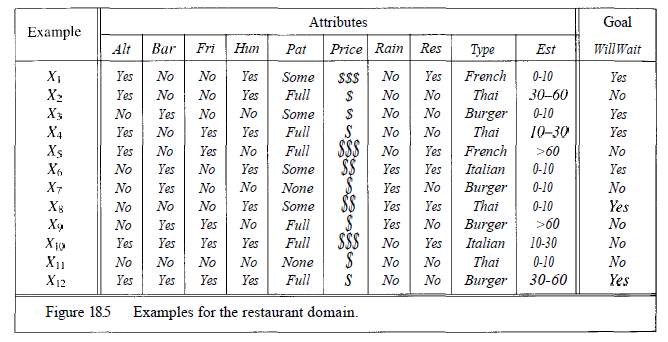 Example Attributes Goal
Alt Bar Fri Hun Pat Price Rain Res Type Est WillWait
X1 Yes No No Yes Some $$$ No Yes French 0-10 Yes
X2 Yes No No Yes Full $ No No Thai 30–60 No
X3 No Yes No No Some $ No No Burger 0-10 Yes
X4 Yes No Yes Yes Full $ No No Thai 10–30 Yes
X5 Yes No Yes No Full $$$ No Yes French >60 No
X6 No Yes No Yes Some $$ Yes Yes Italian 0-10 Yes
X7 No Yes No No None $ Yes No Burger 0-10 No
X8 No No No Yes Some $$ Yes Yes Thai 0-10 Yes
X9 No Yes Yes No Full $ Yes No Burger >60 No
X10 Yes Yes Yes Yes Full $$$ No Yes Italian 10-30 No
X11 No No No No None $ No No Thai 0-10 No
X12 Yes Yes Yes Yes Full $ No No Burger 30-60 Yes
Figure 18.5 Examples for the restaurant domain.